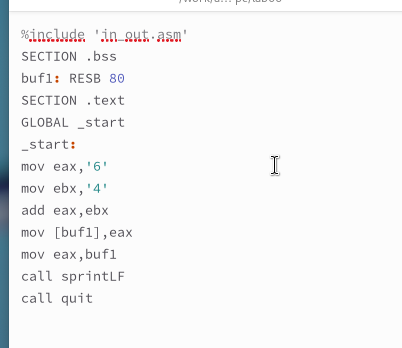 %include 'in_out.asm'
SECTION .bss
buf1: RESB 80
SECTION .text
GLOBAL _start
_start:
mov eax,'6'
mov ebx,'4'
add eax,ebx
mov [buf1],eax
mov eax,buf1
call sprintLF
call quit